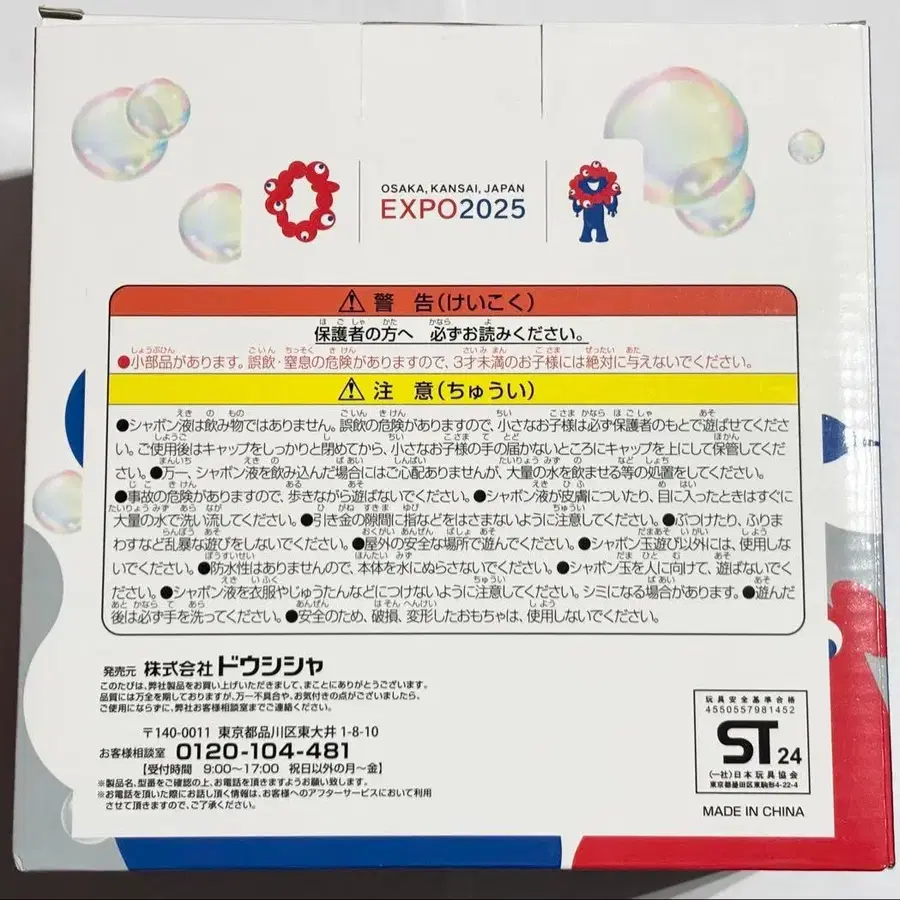 OSAKA, KANSAI, JAPAN
EXPO2025
警 告(けいこく)
保護者の方へ 必ずお読みください。
●小部品があります。誤飲・窒息の危険がありますので、3才未満のお子様には絶対に与えないでください。
注 意(ちゅうい)
●シャボン液は飲み物ではありません。誤飲の危険がありますので、小さなお子様は必ず保護者のもとで遊ばせてくださ
い。ご使用後はキャップをしっかりと閉めてから、小さなお子様の手の届かないところにキャップを上にして保管してくだ
さい。●万一、シャボン液を飲み込んだ場合にはご心配ありませんが、大量の水を飲ませる等の処置をしてください。
●事故の危険がありますので、歩きながら遊ばないでください。●シャボン液が皮膚についたり、目に入ったときはすぐに
大量の水で洗い流してください。●引き金の隙間に指などをはさまないように注意してください。●ぶつけたり、ふりま
わすなど乱暴な遊びをしないでください。●屋外の安全な場所で遊んでください。●シャボン玉遊び以外には、使用しな
いでください。●防水性はありませんので、本体を水にぬらさないでください。●シャボン玉を人に向けて、遊ばないでく
ださい。●シャボン液を衣服やじゅうたんなどにつけないように注意してください。シミになる場合があります。●遊んだ
後は必ず手を洗ってください。●安全のため、破損、変形したおもちゃは、使用しないでください。
発売元 株式会社 ドウシシャ
このたびは、弊社製品をお買い上げいただきまして、まことにありがとうございます。
品質には万全を期しておりますが、万一不具合や、お気付きの点がございましたら、
ご使用にならずに、弊社お客様相談室までご連絡ください。
〒140-0011 東京都品川区東大井 1-8-10
お客様相談室 0120-104-481
【受付時間 9:00〜17:00 祝日以外の月〜金】
※製品名、型番をご確認の上、お電話を頂きますようお願い致します。
※お電話を頂いた際にお話し頂く情報は、お客様へのアフターサービスにおいて利用
させて頂きますので、ご了承ください。
玩具安全基準合格
4550557981452
ST 24
(一社)日本玩具協会
東京都墨田区東駒形4-22-4
MADE IN CHINA